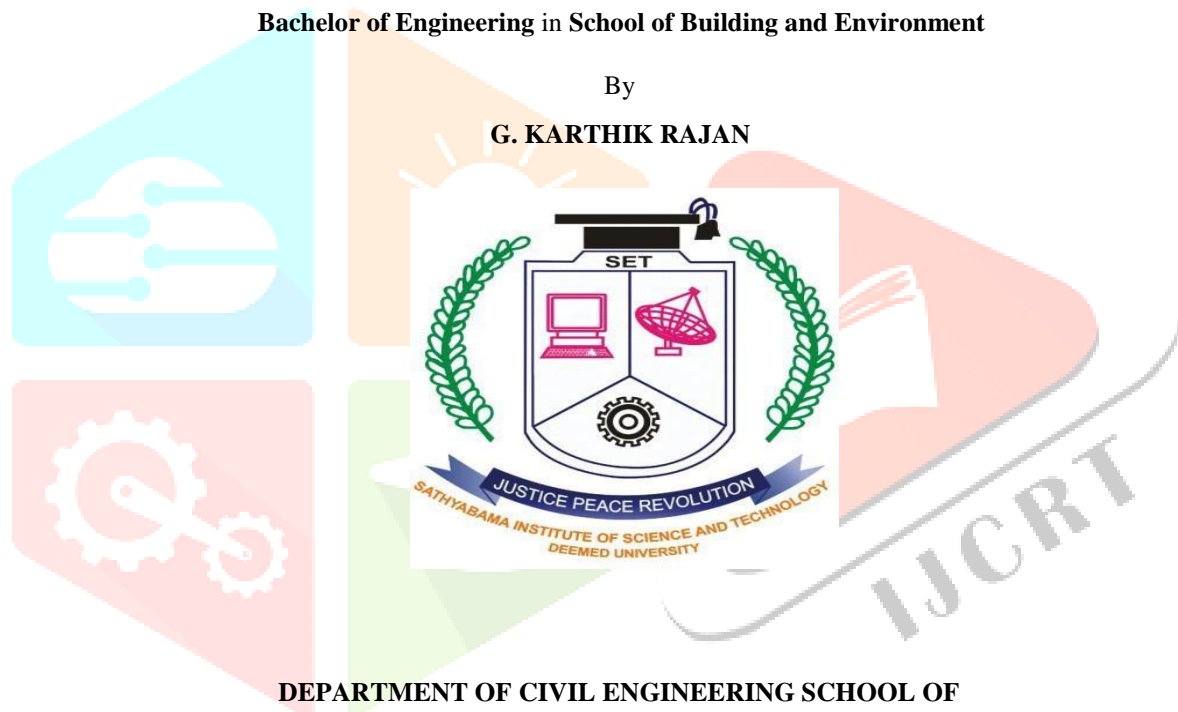 Bachelor of Engineering in School of Building and Environment
By
G. KARTHIK RAJAN
SET
JUSTICE PEACE REVOLUTION
SATHYABAMA INSTITUTE OF SCIENCE AND TECHNOLOGY
DEEMED UNIVERSITY
IJCRT
DEPARTMENT OF CIVIL ENGINEERING SCHOOL OF